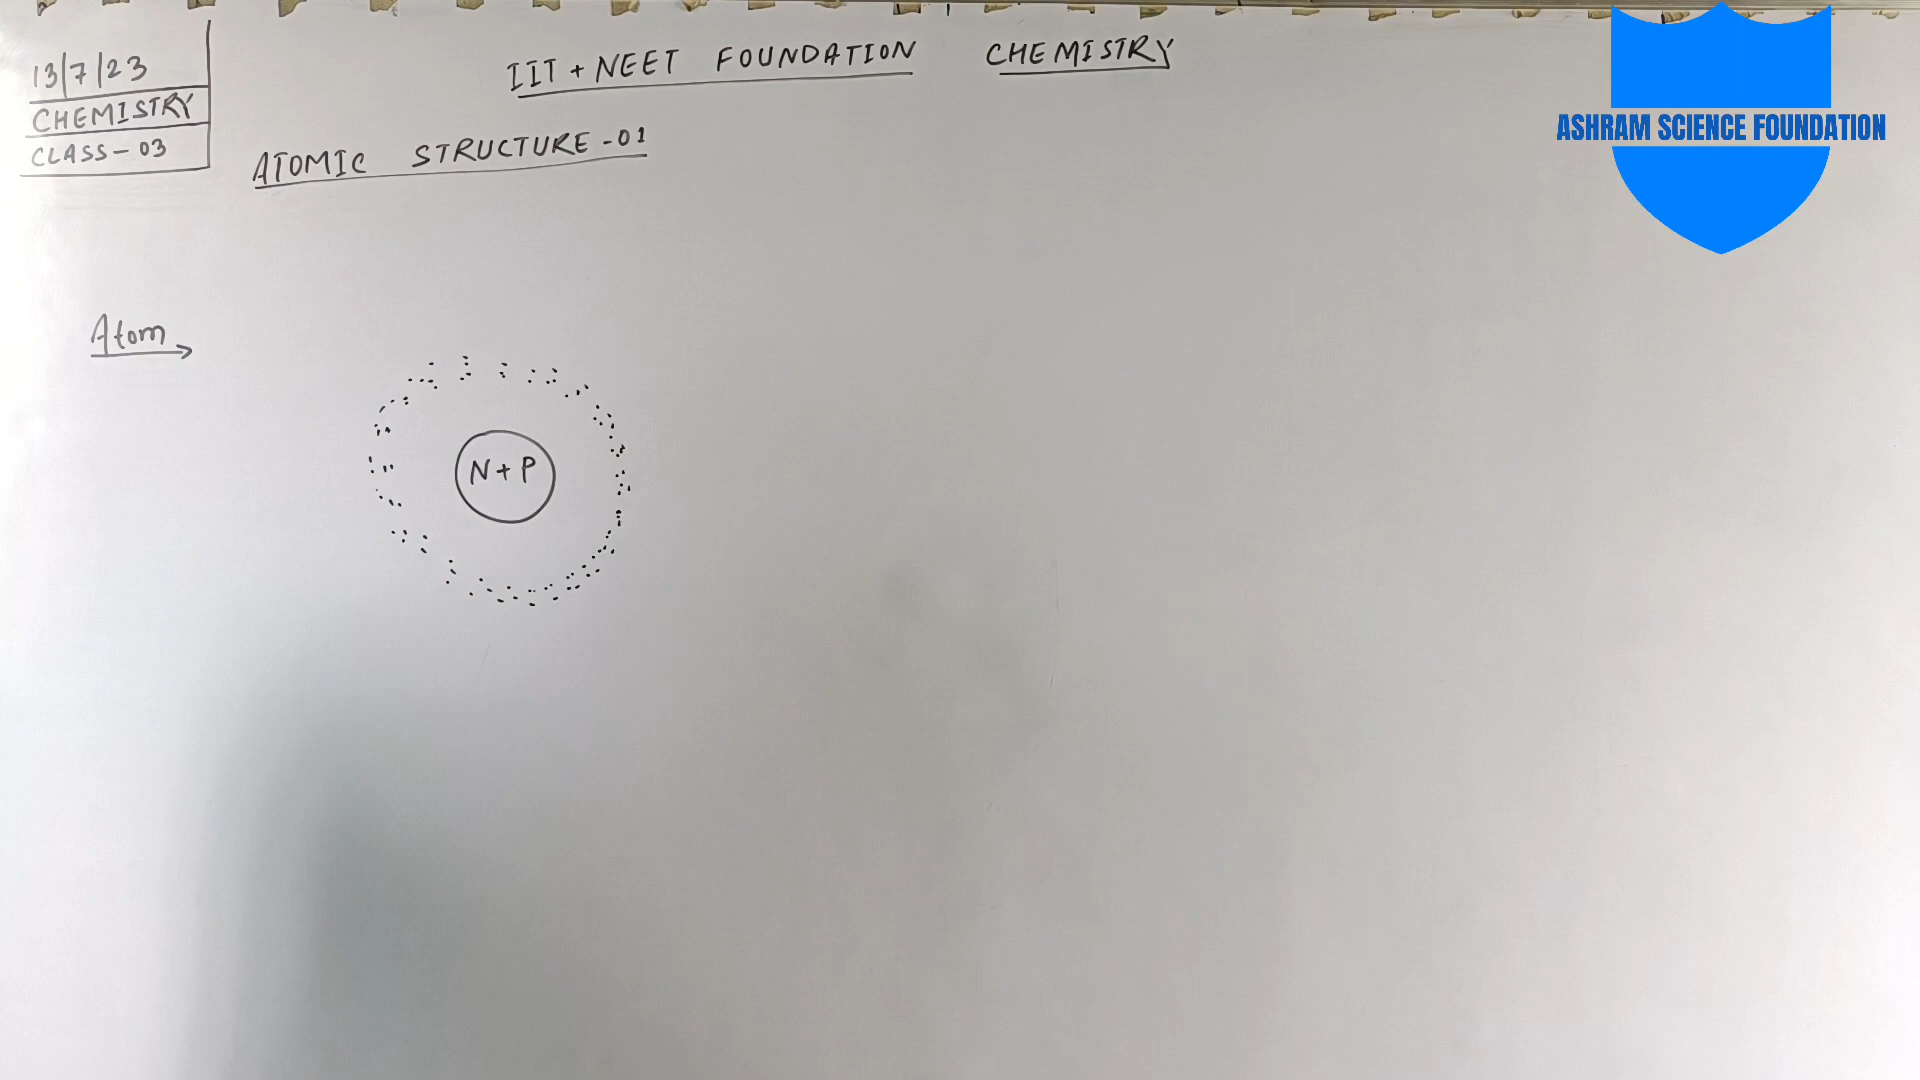 13/7/23
CHEMISTRY
CLASS-03
IIT + NEET FOUNDATION CHEMISTRY
ATOMIC STRUCTURE-01
ASHRAM SCIENCE FOUNDATION
Atom
N+P